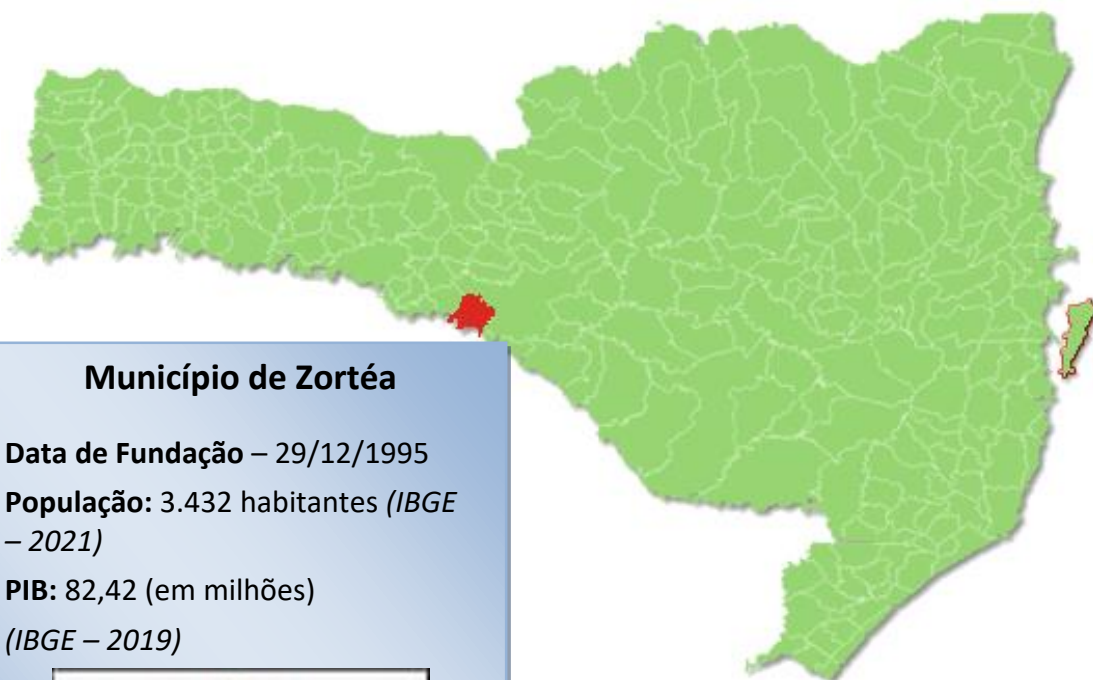 Município de Zortéa
Data de Fundação – 29/12/1995
População: 3.432 habitantes (IBGE
– 2021)
PIB: 82,42 (em milhões)
(IBGE – 2019)